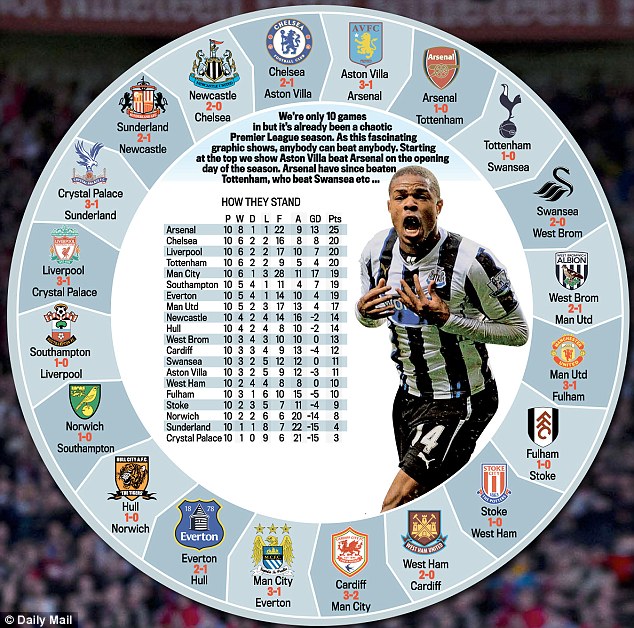 Chelsea
2-1
Aston Villa
Aston Villa
3-1
Arsenal
Arsenal
1-0
Tottenham
Tottenham
1-0
Swansea
Swansea
2-0
West Brom
West Brom
2-1
Man Utd
Man Utd
3-1
Fulham
Fulham
1-0
Stoke
Stoke
1-0
West Ham
West Ham
2-0
Cardiff
Cardiff
3-2
Man City
Man City
3-1
Everton
Everton
2-1
Hull
Hull
1-0
Norwich
Norwich
1-0
Southampton
Southampton
1-0
Liverpool
Liverpool
3-1
Crystal Palace
Crystal Palace
3-1
Sunderland
Sunderland
2-1
Newcastle
Newcastle
2-0
Chelsea
We're only 10 games
in but it's already been a chaotic
Premier League season. As this fascinating
graphic shows, anybody can beat anybody. Starting
at the top we show Aston Villa beat Arsenal on the opening
day of the season. Arsenal have since beaten
Tottenham, who beat Swansea etc ...
HOW THEY STAND
P W D L F A GD Pts
Arsenal 10 8 1 1 22 9 13 25
Chelsea 10 6 2 2 16 8 8 20
Liverpool 10 6 2 2 17 10 7 20
Tottenham 10 6 2 2 9 5 4 20
Man City 10 6 1 3 28 11 17 19
Southampton 10 5 4 1 11 4 7 19
Everton 10 5 4 1 14 10 4 19
Man Utd 10 5 2 3 17 13 4 17
Newcastle 10 4 2 4 14 16 -2 14
Hull 10 4 2 4 8 10 -2 14
West Brom 10 3 4 3 10 10 0 13
Cardiff 10 3 3 4 9 13 -4 12
Swansea 10 3 2 5 12 12 0 11
Aston Villa 10 3 2 5 9 12 -3 11
West Ham 10 2 4 4 8 8 0 10
Fulham 10 3 1 6 10 15 -5 10
Stoke 10 2 3 5 7 11 -4 9
Norwich 10 2 2 6 6 20 -14 8
Sunderland 10 1 1 8 7 22 -15 4
Crystal Palace 10 1 0 9 6 21 -15 3
AVFC
Arsenal
ALBION
HULL CITY A.F.C.
THE TIGERS
1878
Everton
STOKE
CITY
WEST HAM UNITED
14
© Daily Mail